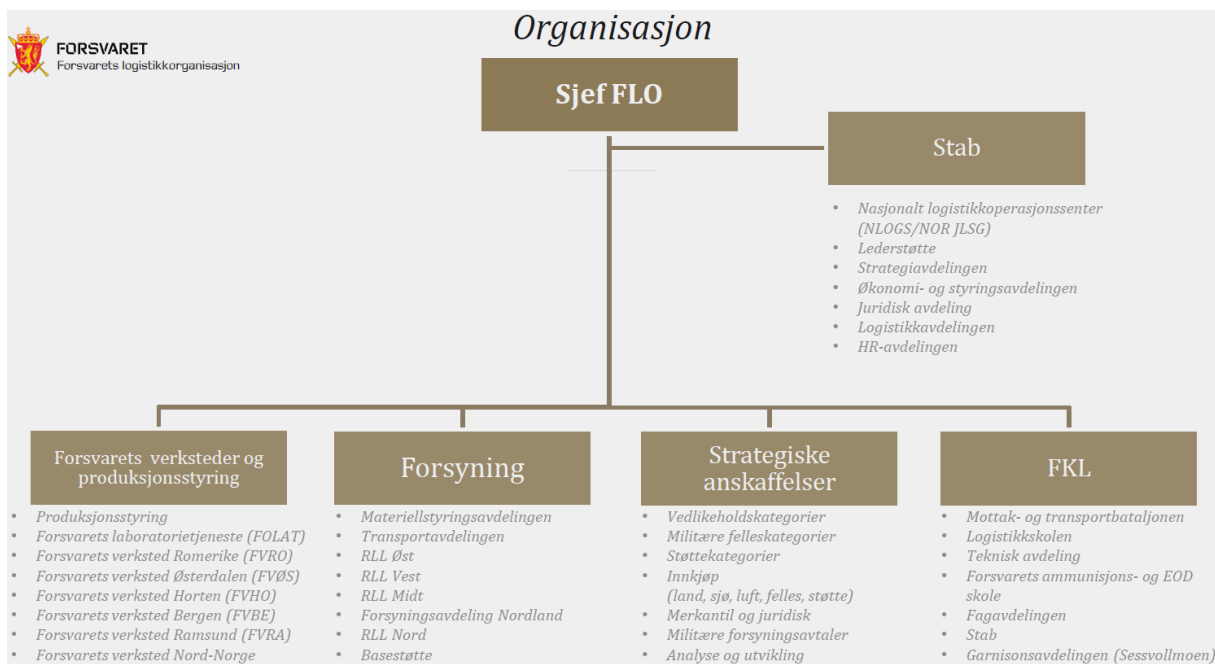 Organisasjon
FORSVARET
Forsvarets logistikkorganisasjon
Sjef FLO
Stab
• Nasjonalt logistikkoperasjonssenter
(NLOGS/NOR JLSG)
• Lederstøtte
• Strategiavdelingen
• Økonomi- og styringsavdelingen
• Juridisk avdeling
• Logistikkavdelingen
• HR-avdelingen
Forsvarets verksteder og
produksjonsstyring
• Produksjonsstyring
• Forsvarets laboratorietjeneste (FOLAT)
• Forsvarets verksted Romerike (FVRO)
• Forsvarets verksted Østerdalen (FVØS)
• Forsvarets verksted Horten (FVHO)
• Forsvarets verksted Bergen (FVBE)
• Forsvarets verksted Ramsund (FVRA)
• Forsvarets verksted Nord-Norge
Forsyning
• Materiellstyringsavdelingen
• Transportavdelingen
• RLL Øst
• RLL Vest
• RLL Midt
• Forsyningsavdeling Nordland
• RLL Nord
• Basestøtte
Strategiske
anskaffelser
• Vedlikeholdskategorier
• Militære felleskategorier
• Støttekategorier
• Innkjøp
(land, sjø, luft, felles, støtte)
• Merkantil og juridisk
• Militære forsyningsavtaler
• Analyse og utvikling
FKL
• Mottak- og transportbataljonen
• Logistikkskolen
• Teknisk avdeling
• Forsvarets ammunisjons- og EOD
skole
• Fagavdelingen
• Stab
• Garnisonsavdelingen (Sessvollmoen)